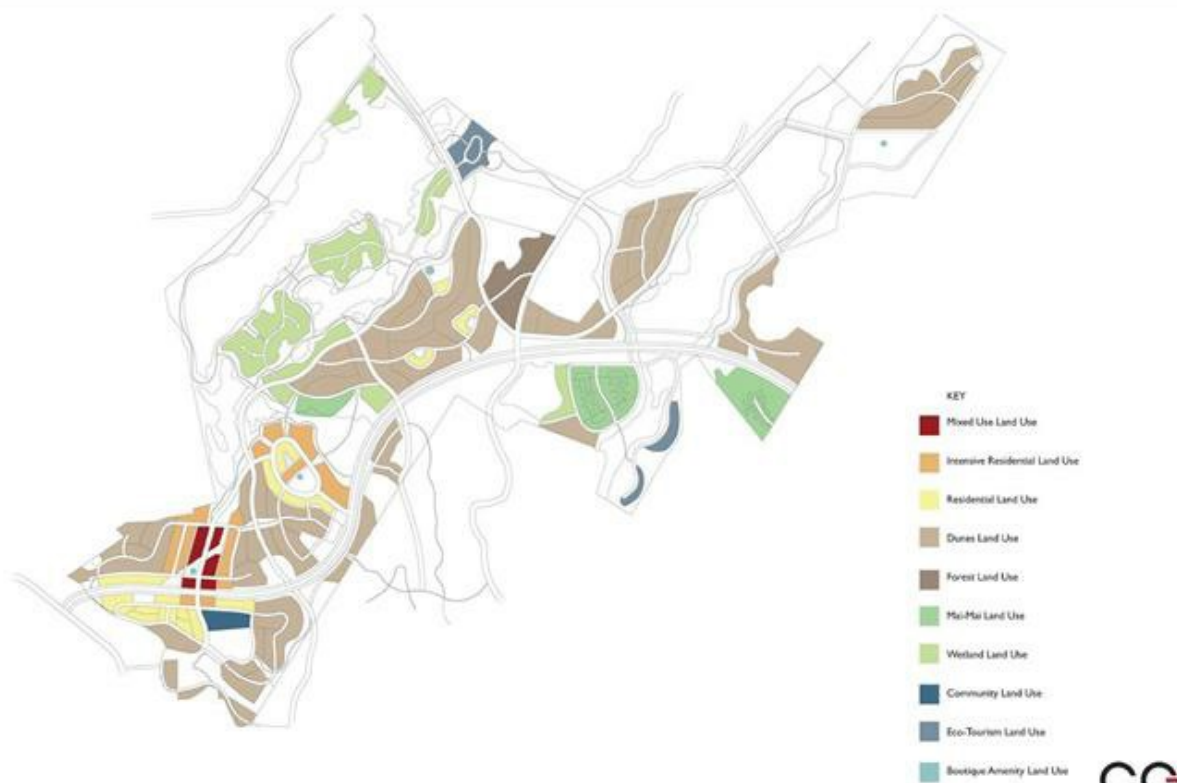 KEY
Mixed Use Land Use
Intensive Residential Land Use
Residential Land Use
Dunes Land Use
Forest Land Use
Mai-Mai Land Use
Wetland Land Use
Community Land Use
Eco-Tourism Land Use
Boutique Amenity Land Use